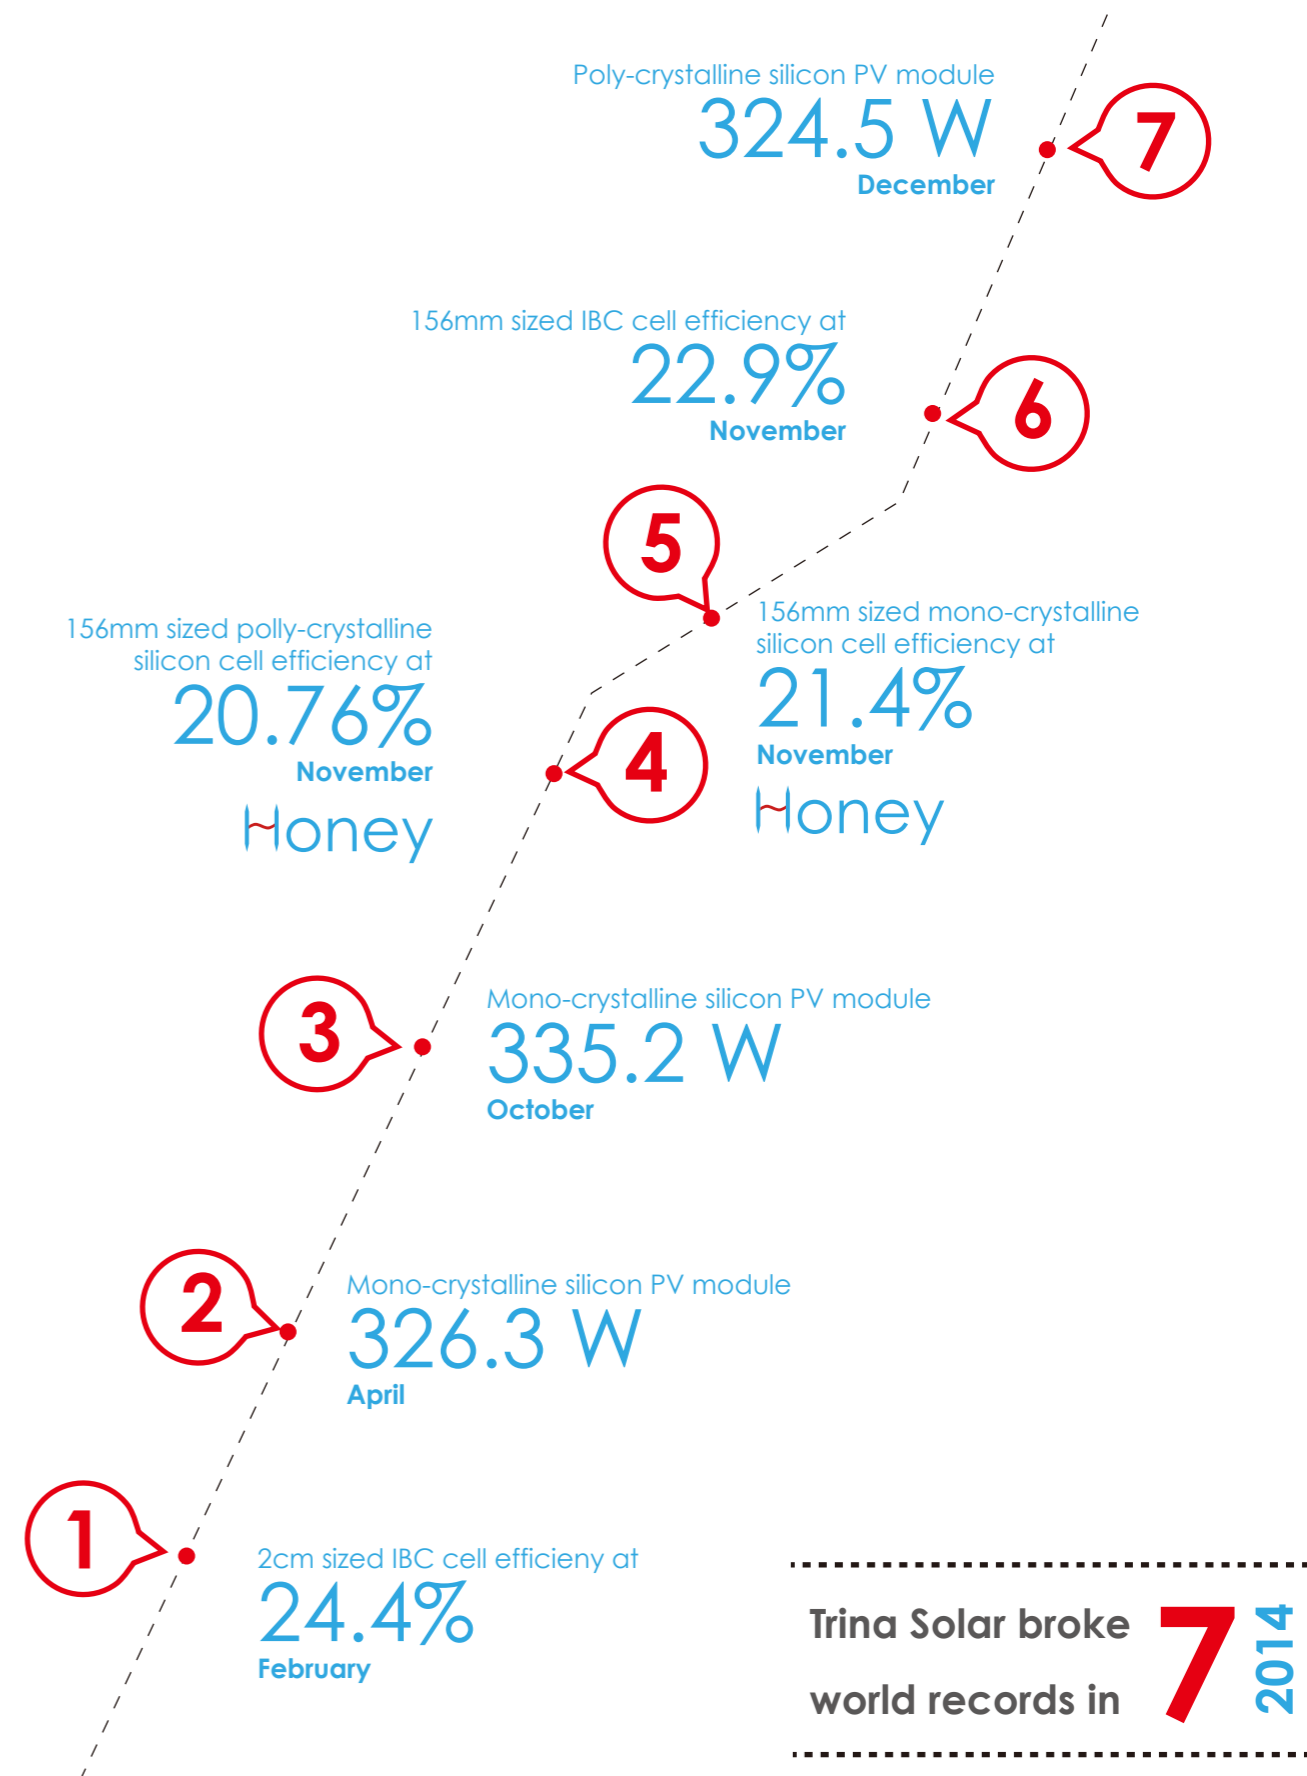 Poly-crystalline silicon PV module
324.5 W
December
7
156mm sized IBC cell efficiency at
22.9%
November
6
5
156mm sized mono-crystalline
silicon cell efficiency at
21.4%
November
Honey
156mm sized polly-crystalline
silicon cell efficiency at
20.76%
November
Honey
4
3
Mono-crystalline silicon PV module
335.2 W
October
2
Mono-crystalline silicon PV module
326.3 W
April
1
2cm sized IBC cell efficieny at
24.4%
February
Trina Solar broke
world records in
7
2014